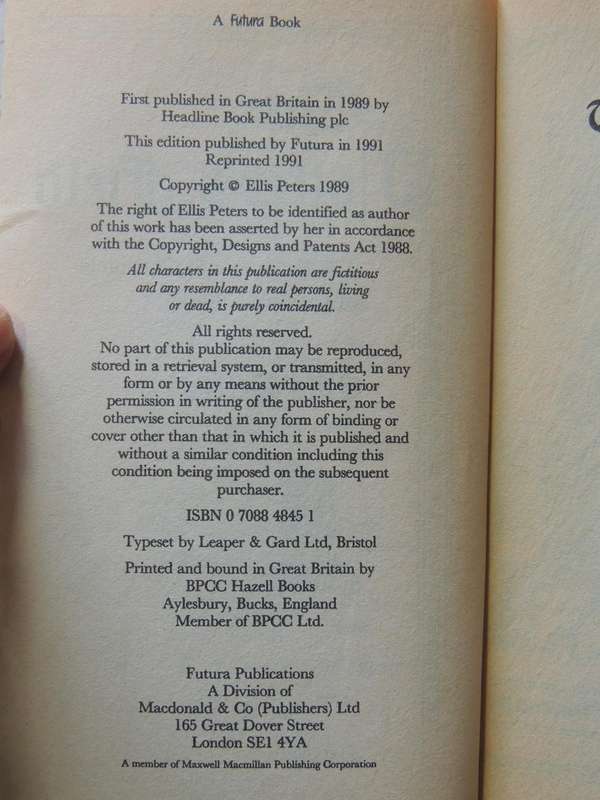 A Futura Book
First published in Great Britain in 1989 by
Headline Book Publishing plc
This edition published by Futura in 1991
Reprinted 1991
Copyright © Ellis Peters 1989
The right of Ellis Peters to be identified as author
of this work has been asserted by her in accordance
with the Copyright, Designs and Patents Act 1988.
All characters in this publication are fictitious
and any resemblance to real persons, living
or dead, is purely coincidental.
All rights reserved.
No part of this publication may be reproduced,
stored in a retrieval system, or transmitted, in any
form or by any means without the prior
permission in writing of the publisher, nor be
otherwise circulated in any form of binding or
cover other than that in which it is published and
without a similar condition including this
condition being imposed on the subsequent
purchaser.
ISBN 0 7088 4845 1
Typeset by Leaper & Gard Ltd, Bristol
Printed and bound in Great Britain by
BPCC Hazell Books
Aylesbury, Bucks, England
Member of BPCC Ltd.
Futura Publications
A Division of
Macdonald & Co (Publishers) Ltd
165 Great Dover Street
London SE1 4YA
A member of Maxwell Macmillan Publishing Corporation